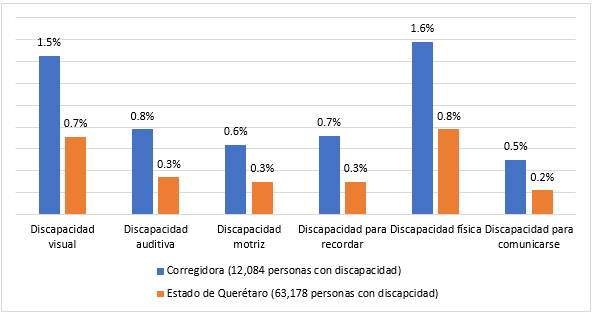 1.6%
1.5%
0.8%
0.8%
0.7%
0.7%
0.6%
0.5%
0.3%
0.3%
0.3%
0.2%
Discapacidad visual
Discapacidad auditiva
Discapacidad motriz
Discapacidad para recordar
Discapacidad física
Discapacidad para comunicarse
Corregidora (12,084 personas con discapacidad)
Estado de Querétaro (63,178 personas con discapcidad)